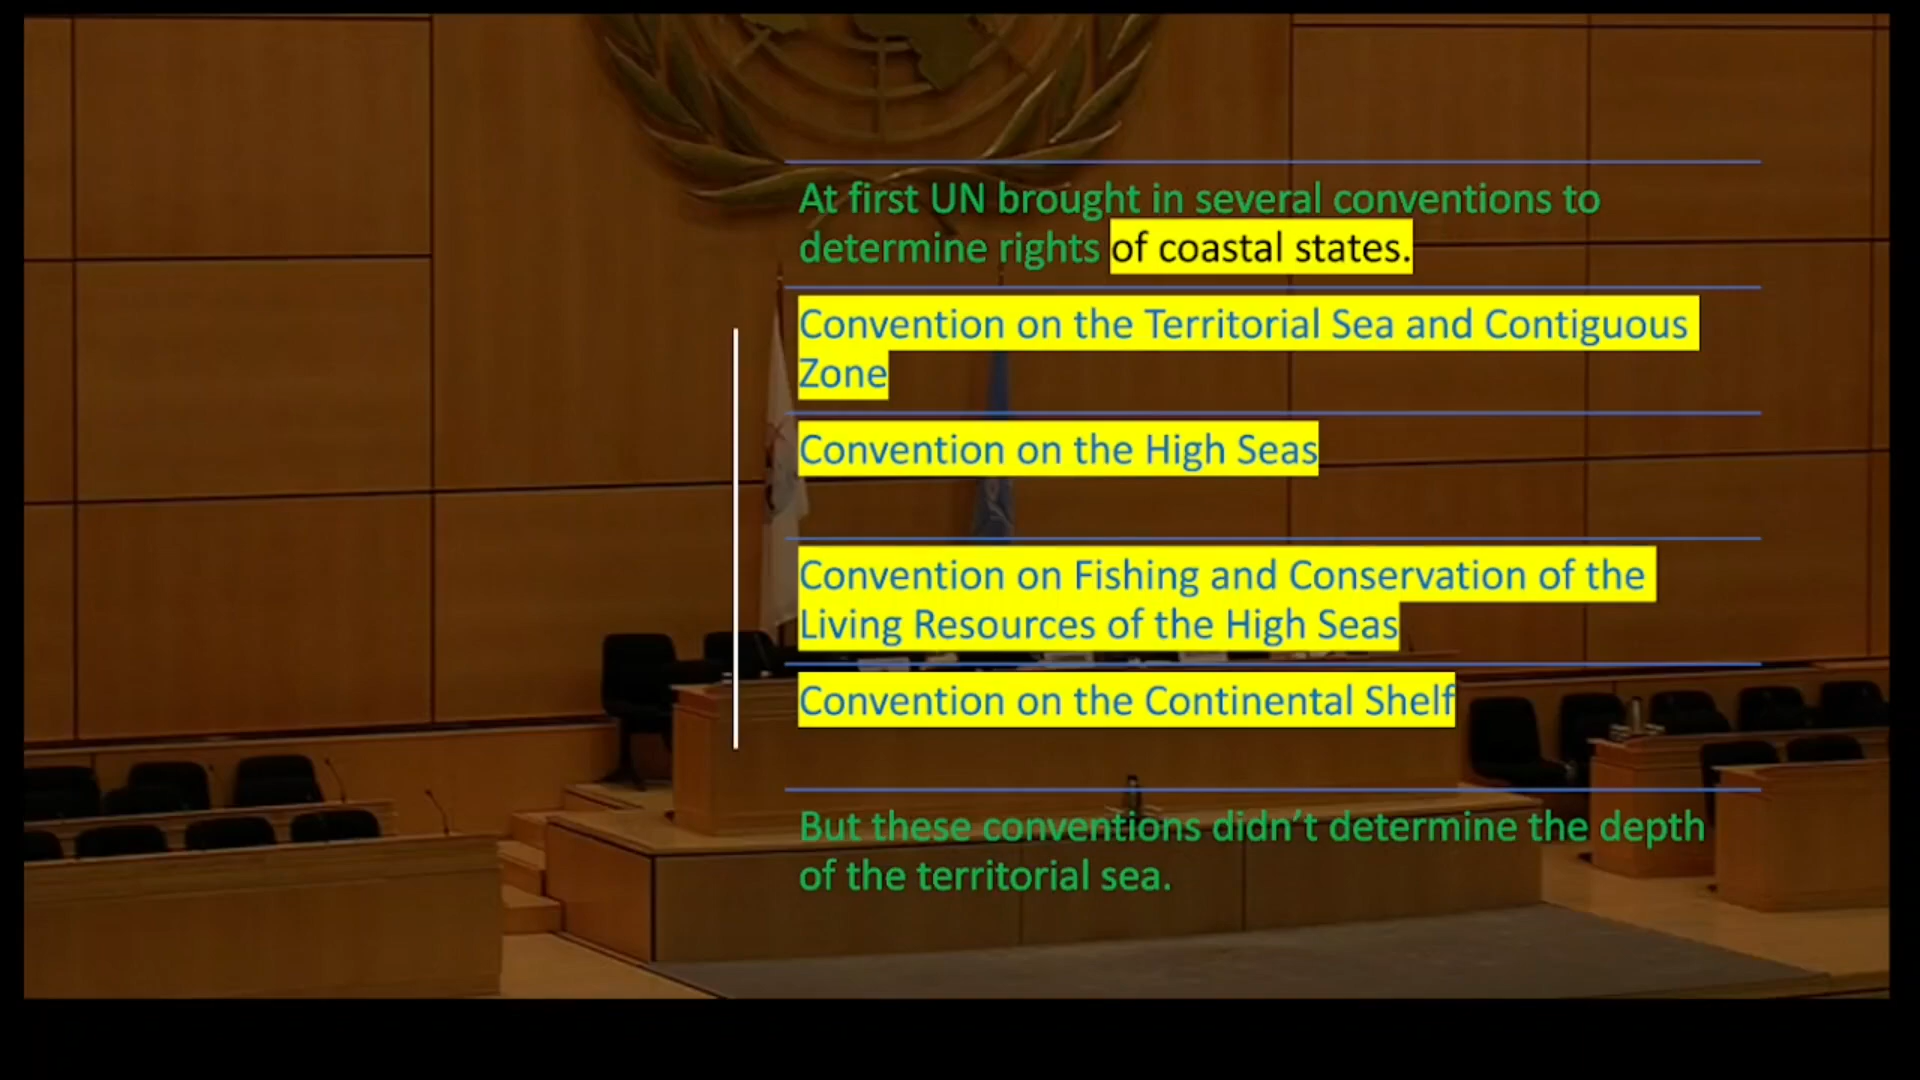 At first UN brought in several conventions to
determine rights of coastal states.
Convention on the Territorial Sea and Contiguous
Zone
Convention on the High Seas
Convention on Fishing and Conservation of the
Living Resources of the High Seas
Convention on the Continental Shelf
But these conventions didn’t determine the depth
of the territorial sea.